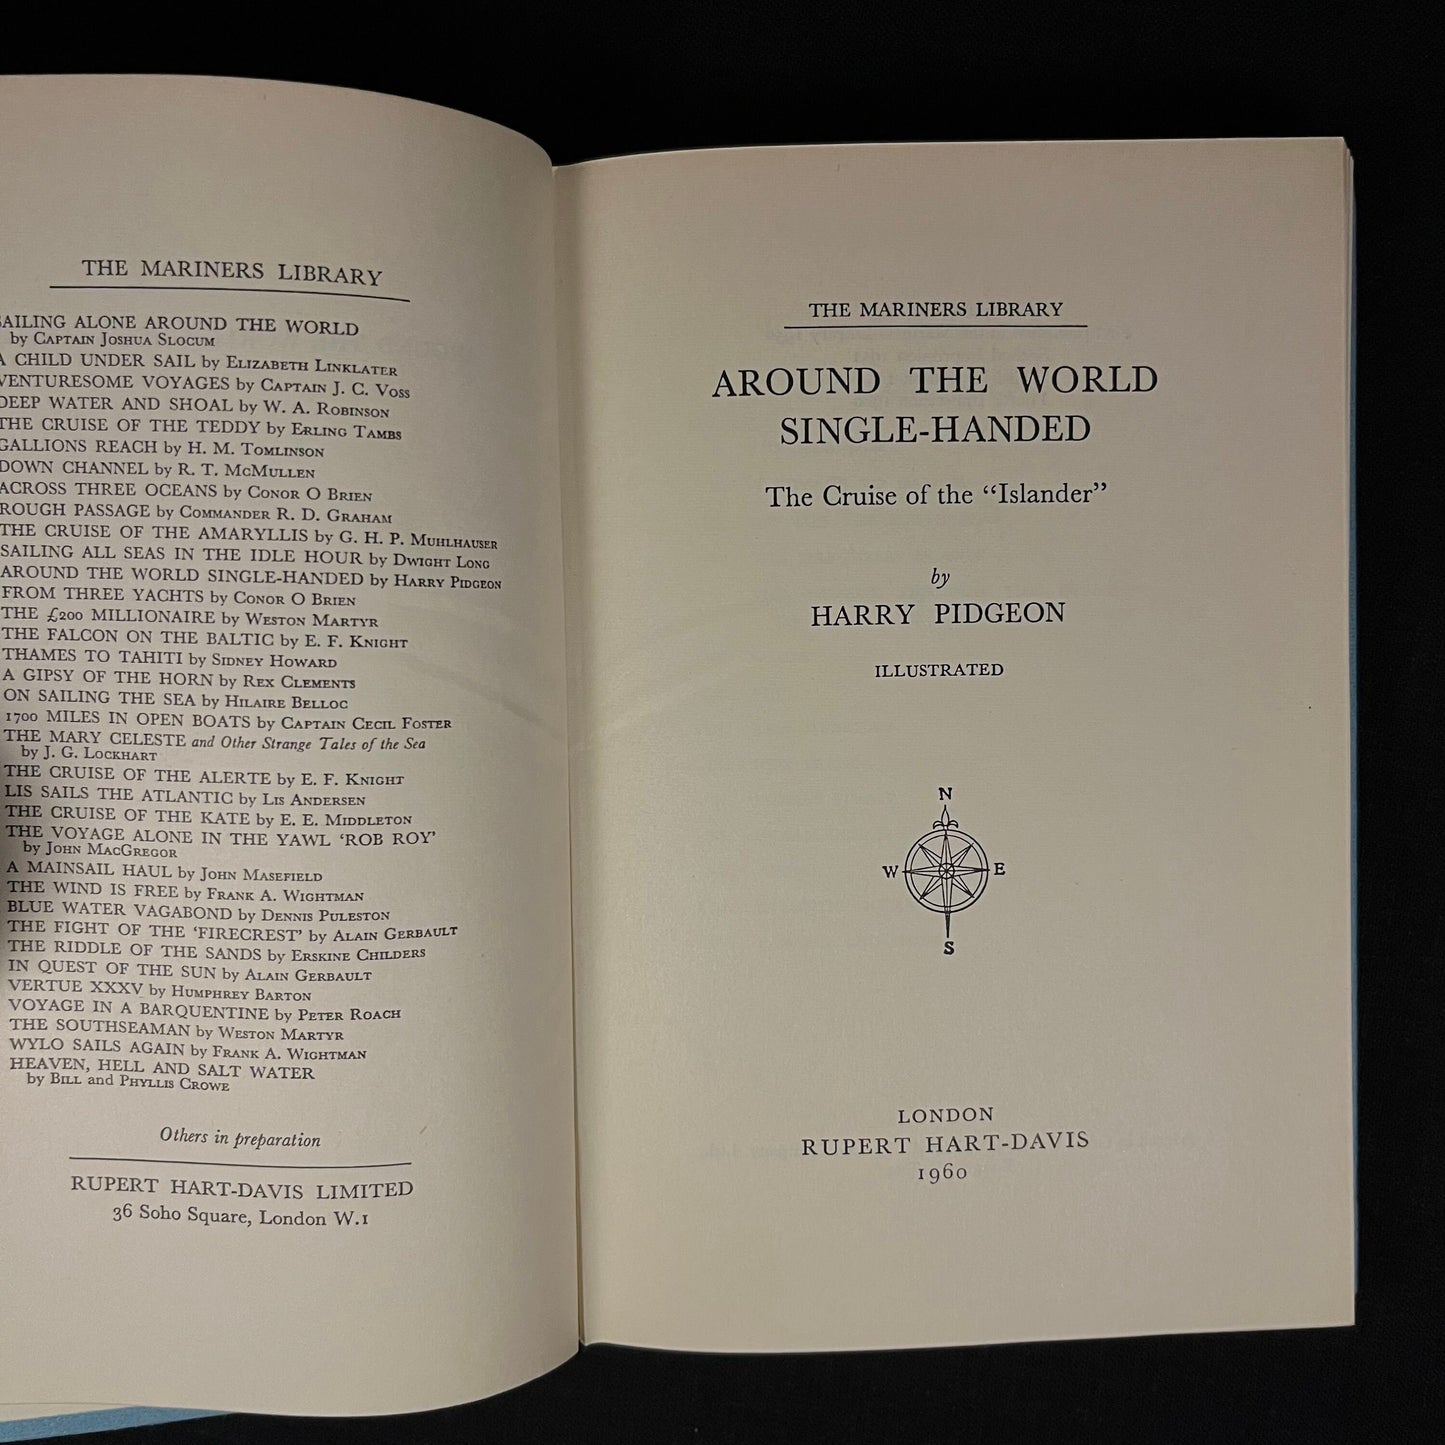 THE MARINERS LIBRARY
SAILING ALONE AROUND THE WORLD
by CAPTAIN JOSHUA SLOCUM
A CHILD UNDER SAIL by ELIZABETH LINKLATER
VENTURESOME VOYAGES by CAPTAIN J. C. VOSS
DEEP WATER AND SHOAL by W. A. ROBINSON
THE CRUISE OF THE TEDDY by ERLING TAMBS
GALLIONS REACH by H. M. TOMLINSON
DOWN CHANNEL by R. T. MCMULLEN
ACROSS THREE OCEANS by CONOR O BRIEN
ROUGH PASSAGE by COMMANDER R. D. GRAHAM
THE CRUISE OF THE AMARYLLIS by G. H. P. MUHLHAUSER
SAILING ALL SEAS IN THE IDLE HOUR by DWIGHT LONG
AROUND THE WORLD SINGLE-HANDED by HARRY PIDGEON
FROM THREE YACHTS by CONOR O BRIEN
THE £200 MILLIONAIRE by WESTON MARTYR
THE FALCON ON THE BALTIC by E. F. KNIGHT
THAMES TO TAHITI by SIDNEY HOWARD
A GIPSY OF THE HORN by REX CLEMENTS
ON SAILING THE SEA by HILAIRE BELLOC
1700 MILES IN OPEN BOATS by CAPTAIN CECIL FOSTER
THE MARY CELESTE and Other Strange Tales of the Sea
by J. G. LOCKHART
THE CRUISE OF THE ALERTE by E. F. KNIGHT
LIS SAILS THE ATLANTIC by LIS ANDERSEN
THE CRUISE OF THE KATE by E. E. MIDDLETON
THE VOYAGE ALONE IN THE YAWL ‘ROB ROY’
by JOHN MACGREGOR
A MAINSAIL HAUL by JOHN MASEFIELD
THE WIND IS FREE by FRANK A. WIGHTMAN
BLUE WATER VAGABOND by DENNIS PULESTON
THE FIGHT OF THE ‘FIRECREST’ by ALAIN GERBAULT
THE RIDDLE OF THE SANDS by ERSKINE CHILDERS
IN QUEST OF THE SUN by ALAIN GERBAULT
VERTUE XXXV by HUMPHREY BARTON
VOYAGE IN A BARQUENTINE by PETER ROACH
THE SOUTHSEAMAN by WESTON MARTYR
WYLO SAILS AGAIN by FRANK A. WIGHTMAN
HEAVEN, HELL AND SALT WATER
by BILL and PHYLLIS CROWE
Others in preparation
RUPERT HART-DAVIS LIMITED
36 Soho Square, London W.1
THE MARINERS LIBRARY
AROUND THE WORLD
SINGLE-HANDED
The Cruise of the “Islander”
by
HARRY PIDGEON
ILLUSTRATED
N
W E
S
LONDON
RUPERT HART-DAVIS
1960